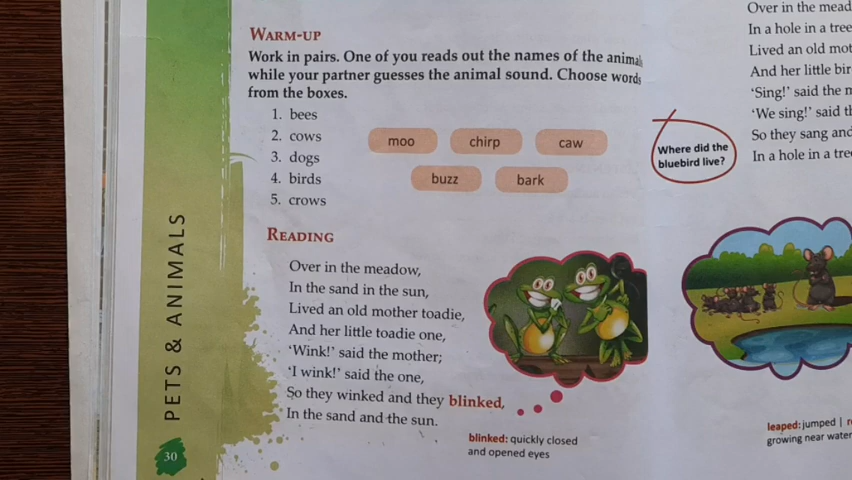 WARM-UP
Work in pairs. One of you reads out the names of the animals
while your partner guesses the animal sound. Choose words
from the boxes.
1. bees
2. cows
3. dogs
4. birds
5. crows
moo chirp caw
buzz bark
READING
Over in the meadow,
In the sand in the sun,
Lived an old mother toadie,
And her little toadie one,
‘Wink!’ said the mother;
‘I wink!’ said the one,
So they winked and they blinked,
In the sand and the sun.
blinked: quickly closed
and opened eyes
PETS & ANIMALS
30
Over in the
In a hole in a tree
Lived an old
And her little
‘Sing!’ said the
‘We sing!’ said
So they sang and
In a hole in a tree
Where did the
bluebird live?
leaped: jumped |
growing near water